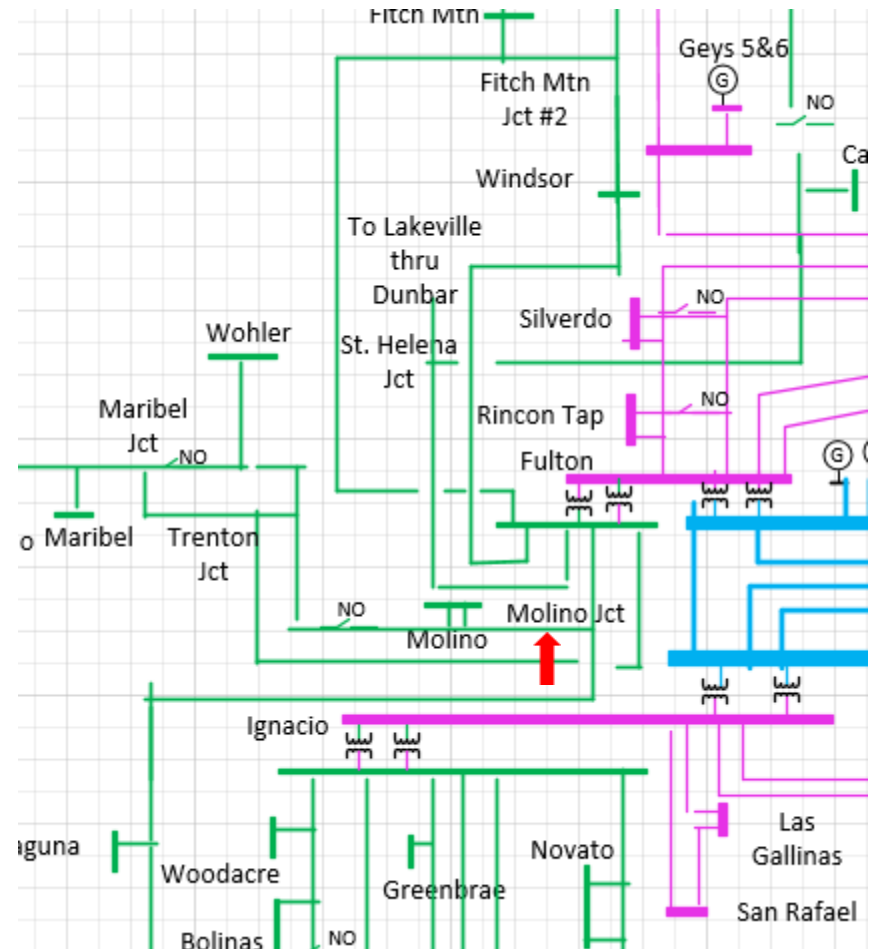 Fitch Mtn
Geys 5&6
G
Fitch Mtn
Jct #2
NO
Ca
Windsor
To Lakeville
thru
Dunbar
NO
Silverdo
Wohler
St. Helena
Jct
Maribel
Jct
NO
Rincon Tap
NO
Fulton
G
o Maribel
Trenton
Jct
NO
Molino Jct
Molino
Ignacio
aguna
Woodacre
Greenbrae
Novato
Las
Gallinas
San Rafael
Bolinas
NO